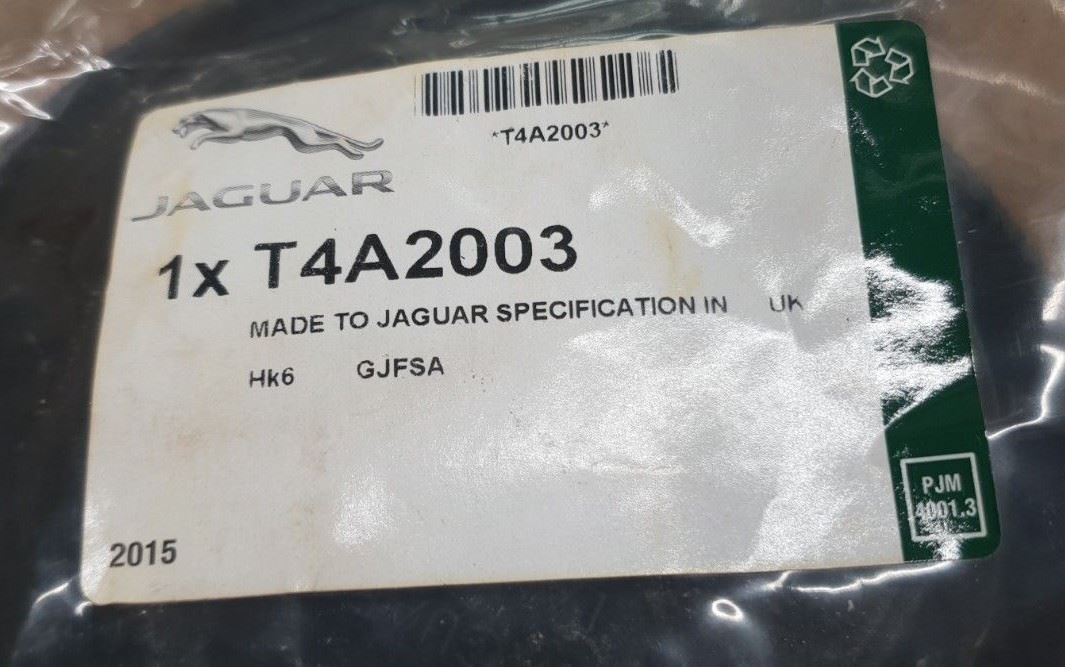 *T4A2003*
JAGUAR
1x T4A2003
MADE TO JAGUAR SPECIFICATION IN UK
Hk6 GJFSA
2015
PJM
4001.3